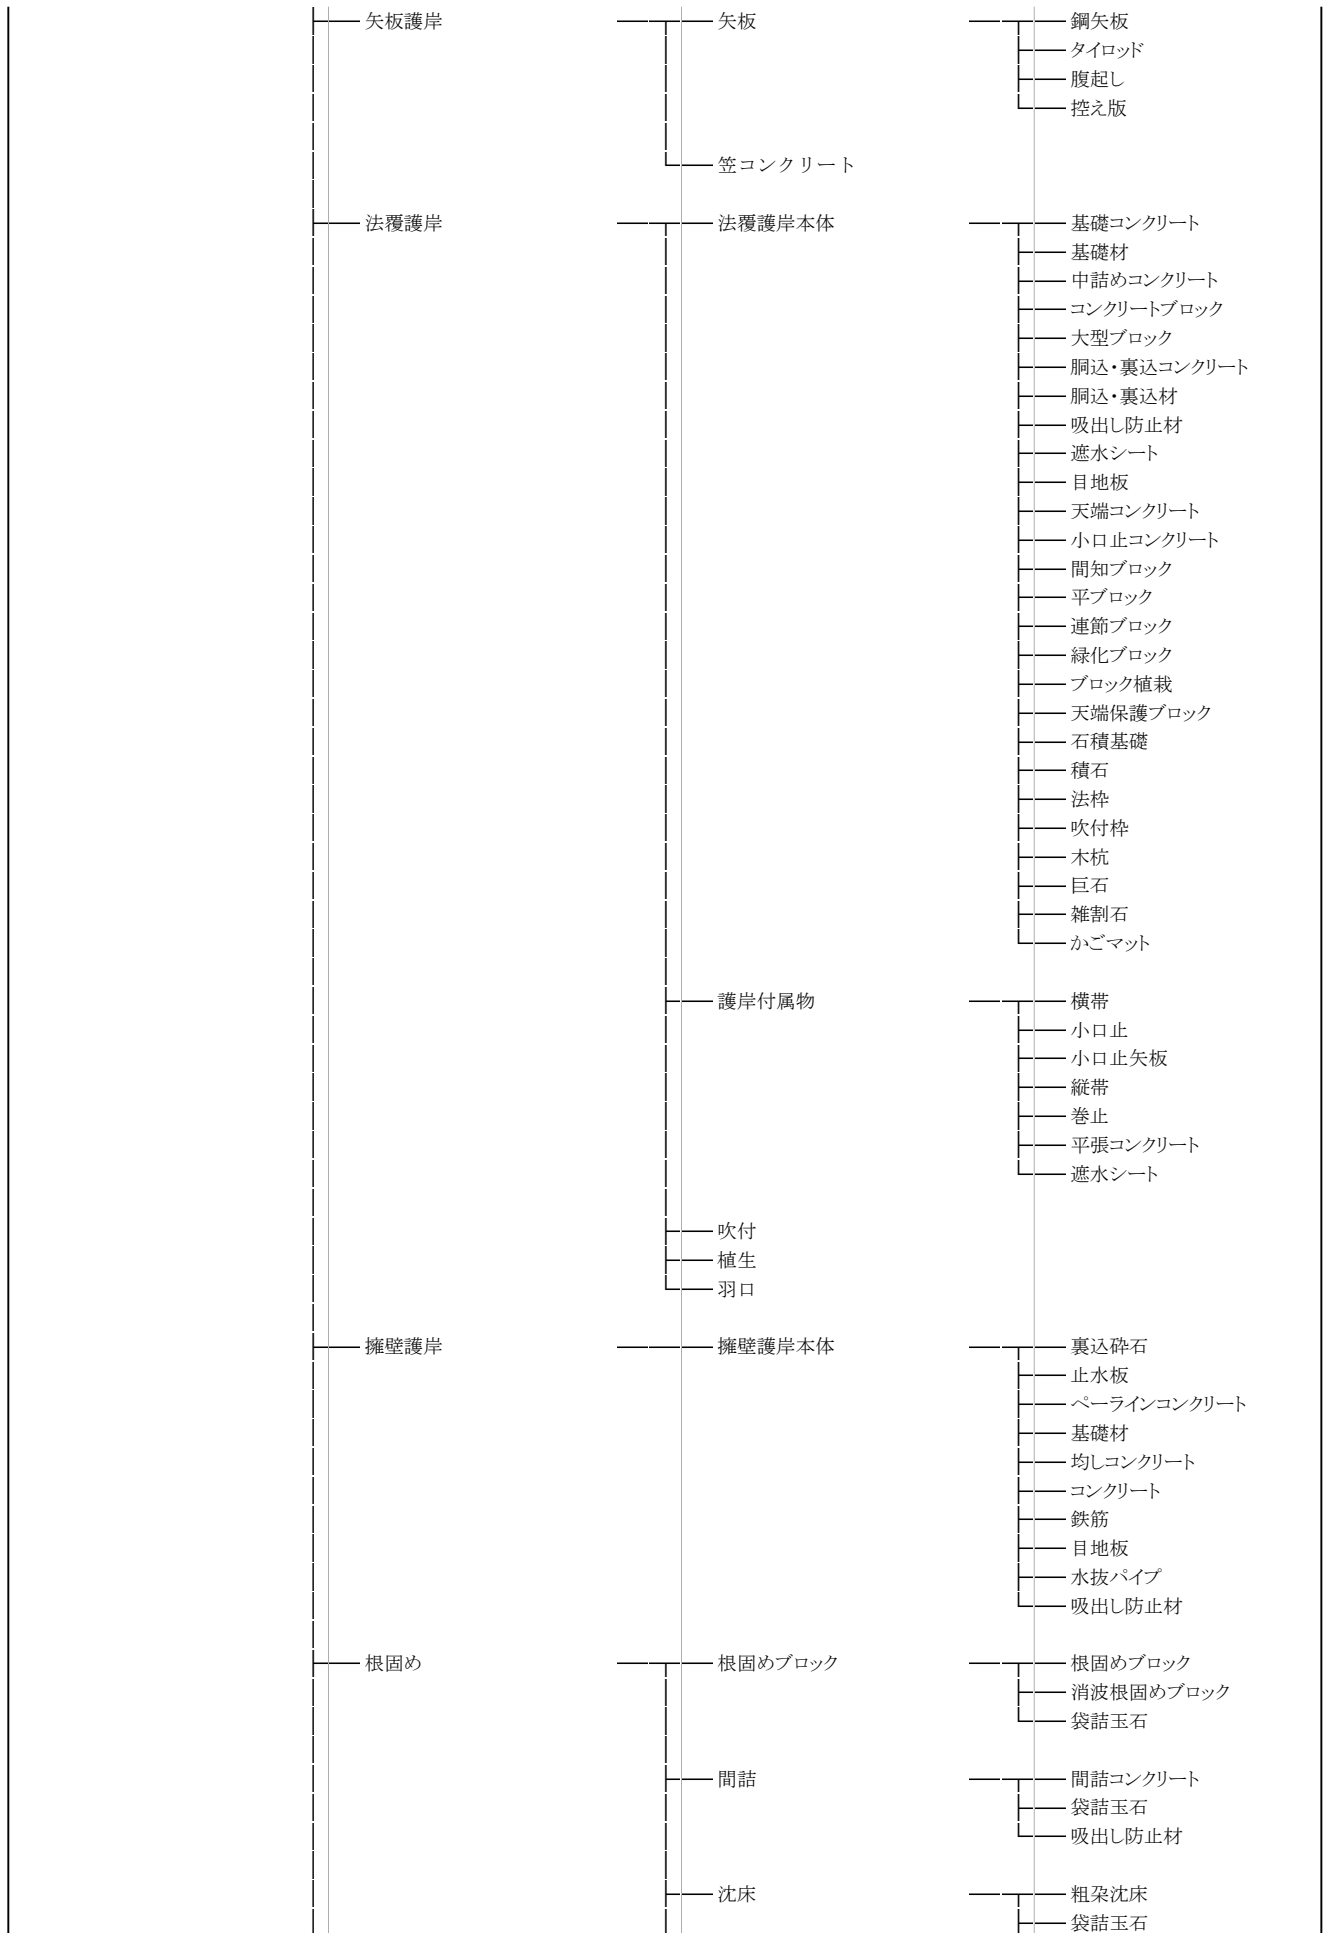 矢板護岸 矢板 鋼矢板
タイロッド
腹起し
控え版
笠コンクリート
法覆護岸 法覆護岸本体 基礎コンクリート
基礎材
中詰めコンクリート
コンクリートブロック
大型ブロック
胴込・裏込コンクリート
胴込・裏込材
吸出し防止材
遮水シート
目地板
天端コンクリート
小口止コンクリート
間知ブロック
平ブロック
連節ブロック
緑化ブロック
ブロック植栽
天端保護ブロック
石積基礎
積石
法枠
吹付枠
木杭
巨石
雑割石
かごマット
護岸付属物 横帯
小口止
小口止矢板
縦帯
巻止
平張コンクリート
遮水シート
吹付
植生
羽口
擁壁護岸 擁壁護岸本体 裏込砕石
止水板
ペーラインコンクリート
基礎材
均しコンクリート
コンクリート
鉄筋
目地板
水抜パイプ
吸出し防止材
根固め 根固めブロック 根固めブロック
消波根固めブロック
袋詰玉石
間詰 間詰コンクリート
袋詰玉石
吸出し防止材
沈床 粗朶沈床
袋詰玉石